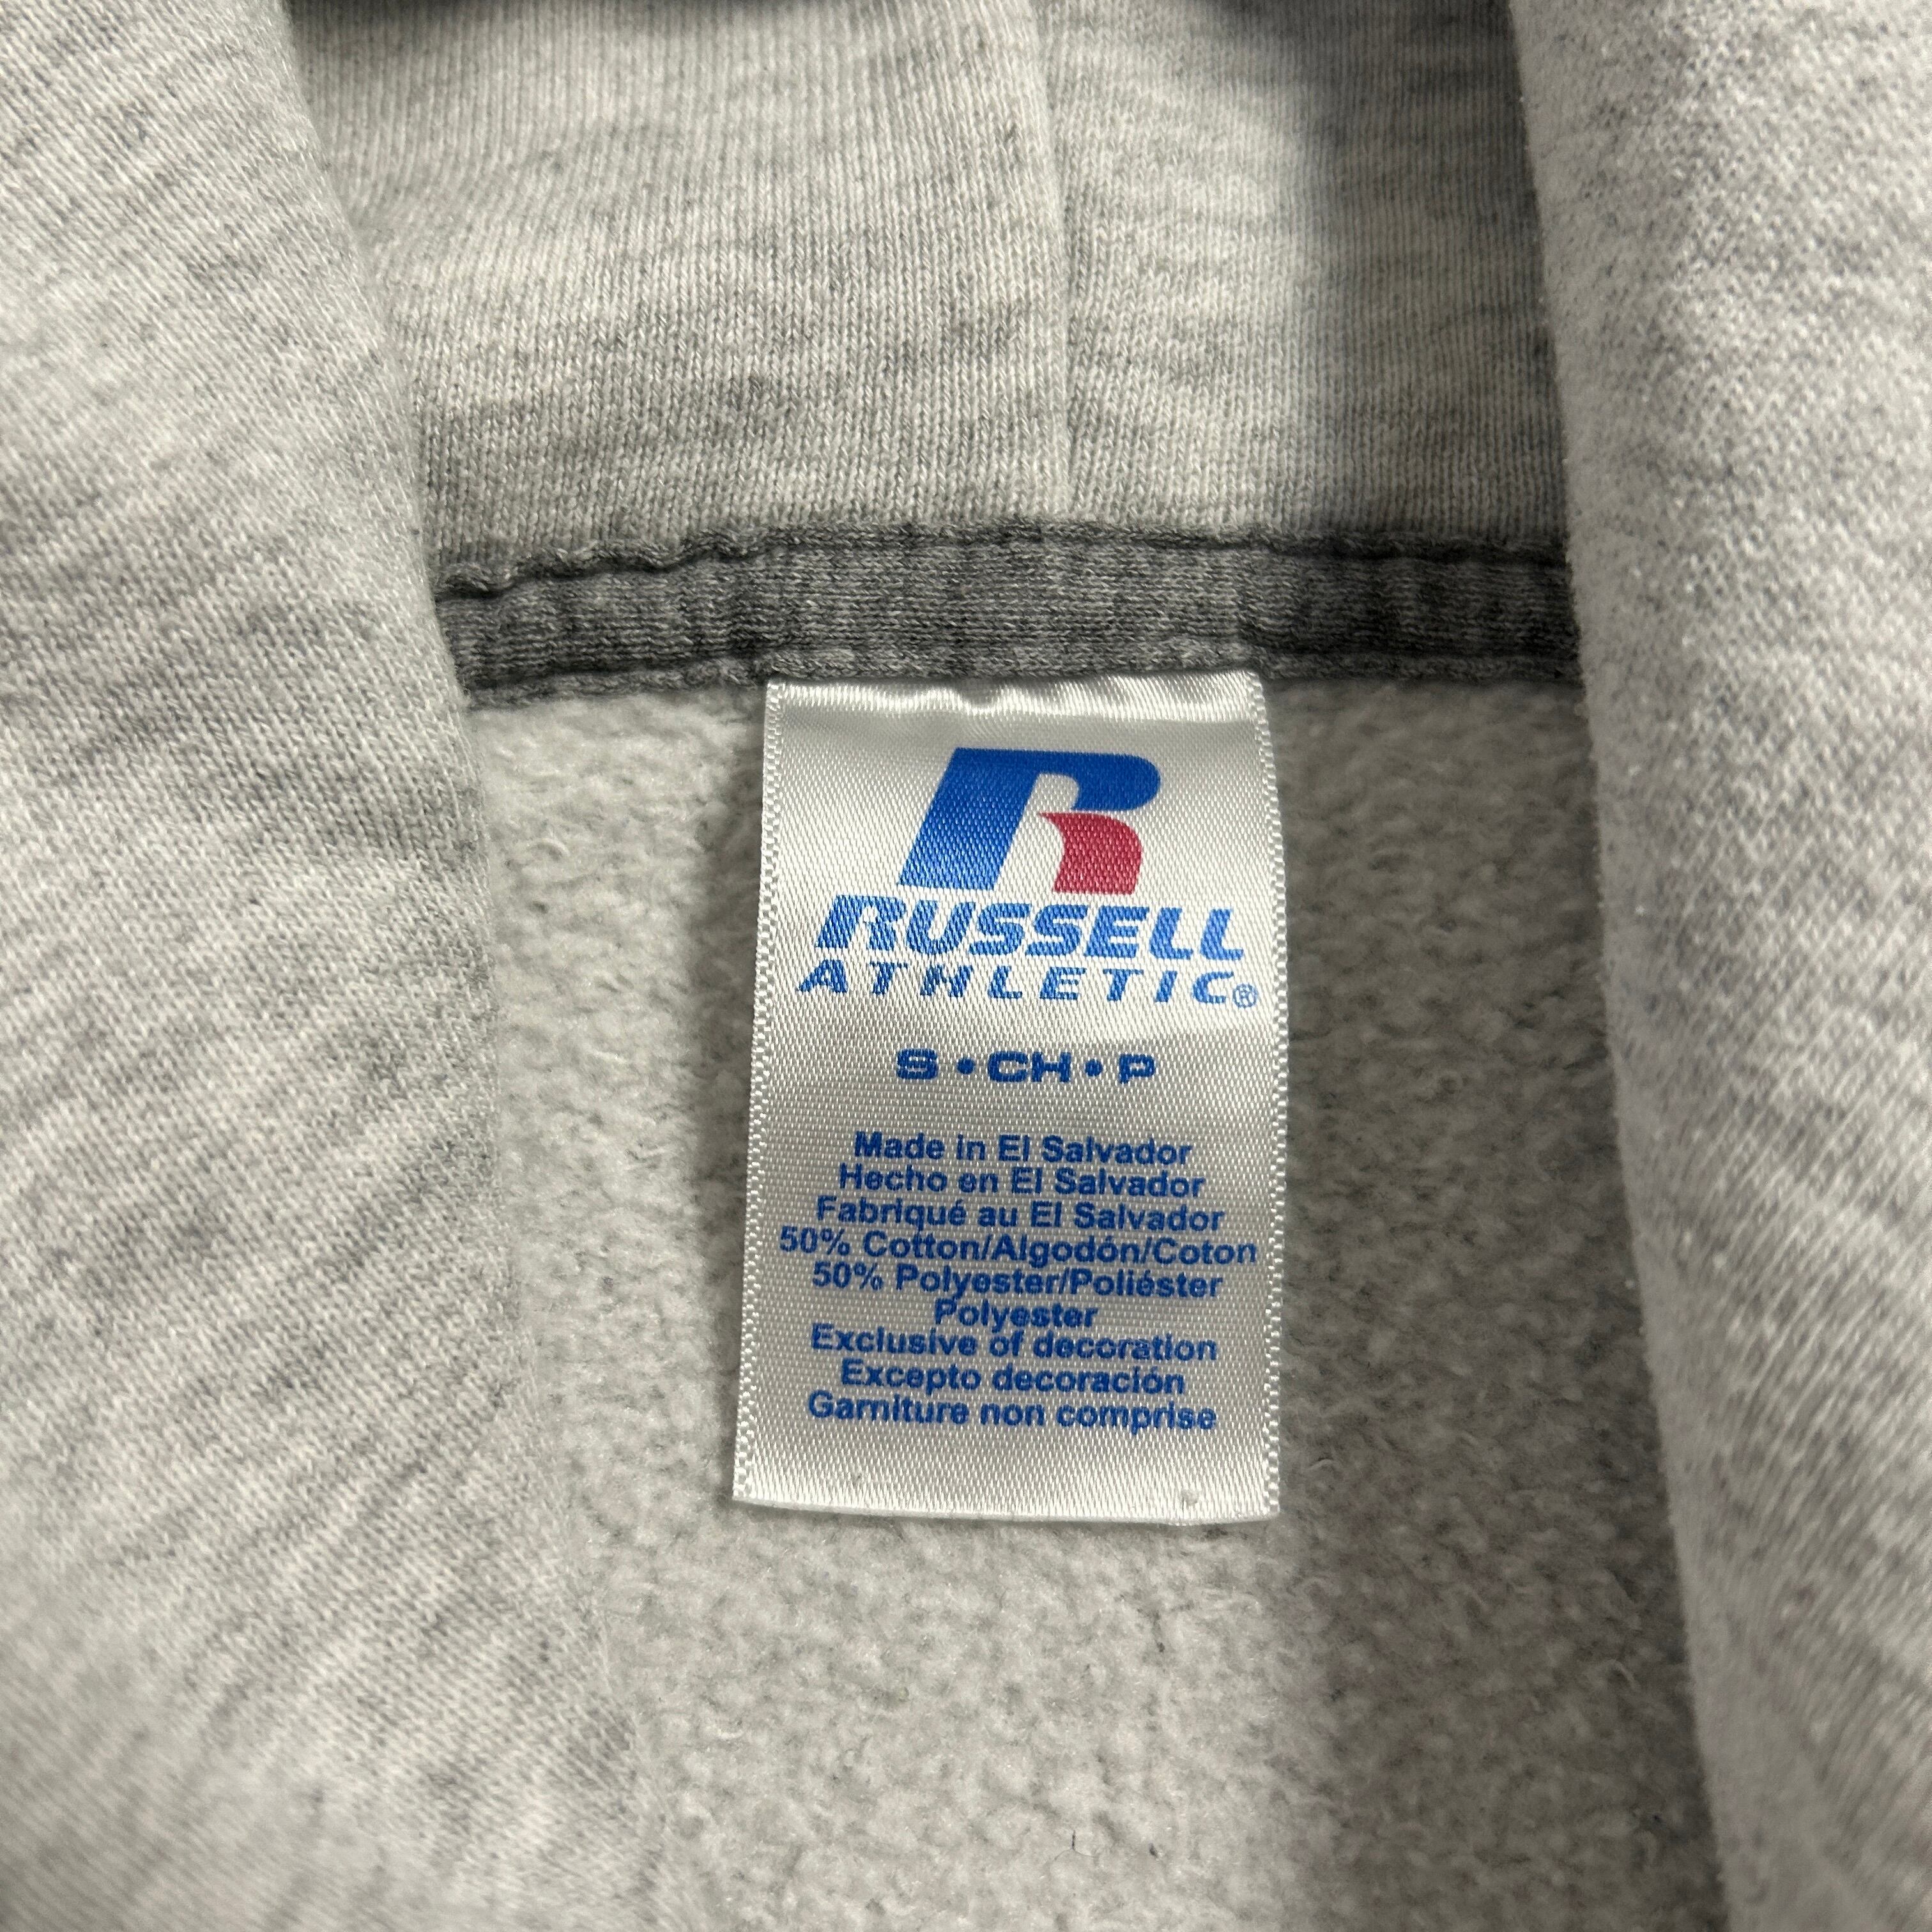 R
RUSSELL
ATHLETIC®
S • CH • P
Made in El Salvador
Hecho en El Salvador
Fabriqué au El Salvador
50% Cotton/Algodón/Coton
50% Polyester/Poliéster
Polyester
Exclusive of decoration
Excepto decoración
Garniture non comprise